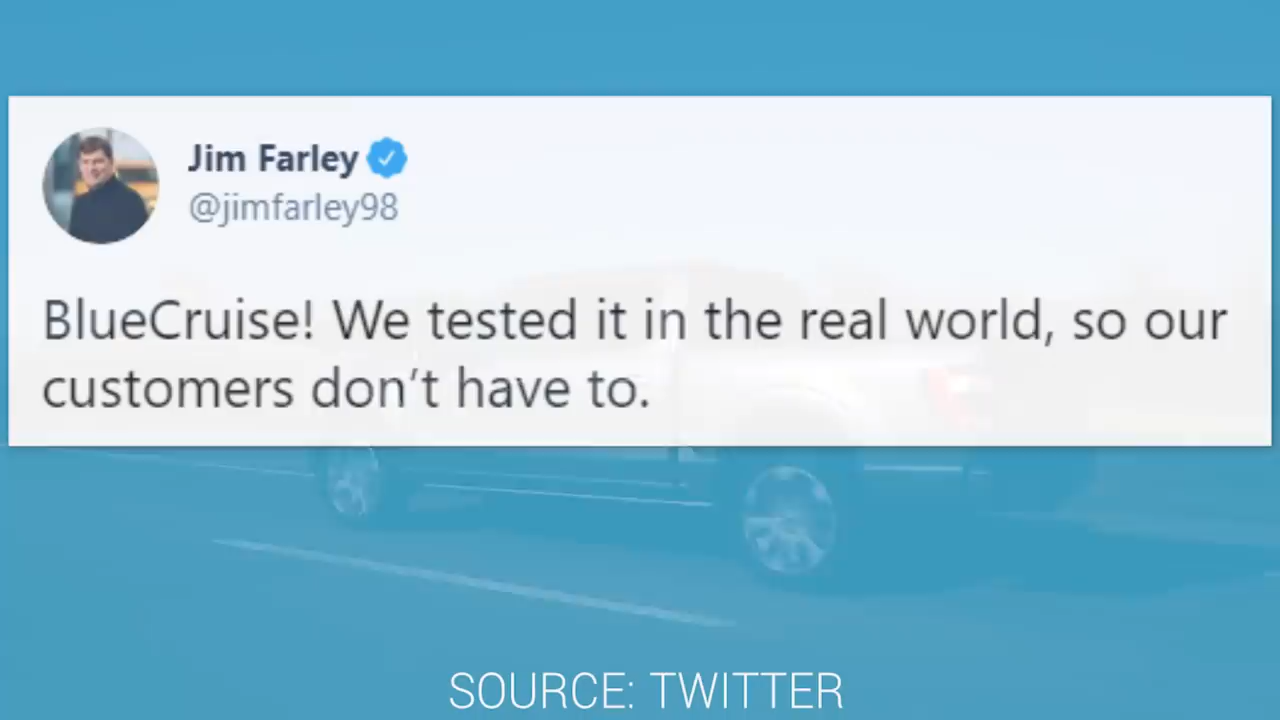 Jim Farley
@jimfarley98
BlueCruise! We tested it in the real world, so our
customers don’t have to.
SOURCE: TWITTER